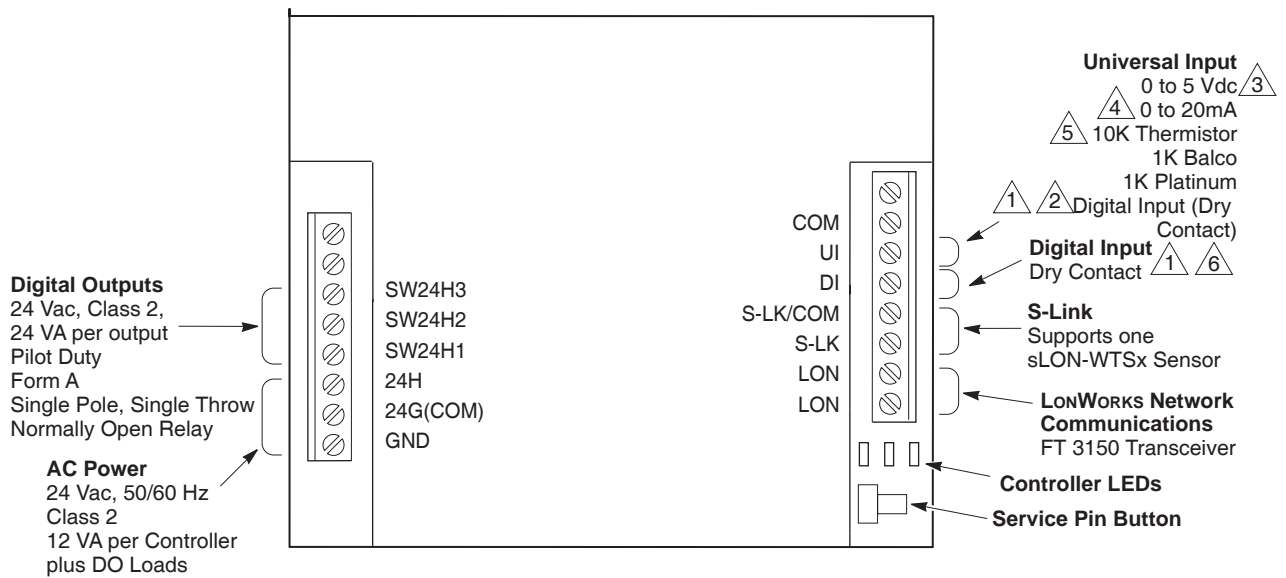 Digital Outputs
24 Vac, Class 2,
24 VA per output
Pilot Duty
Form A
Single Pole, Single Throw
Normally Open Relay
AC Power
24 Vac, 50/60 Hz
Class 2
12 VA per Controller
plus DO Loads
SW24H3
SW24H2
SW24H1
24H
24G(COM)
GND
COM
UI
DI
S-LK/COM
S-LK
LON
LON
Universal Input
0 to 5 Vdc 3
4 0 to 20mA
5 10K Thermistor
1K Balco
1K Platinum
1 2 Digital Input (Dry
Contact)
Digital Input
Dry Contact 1 6
S-Link
Supports one
sLON-WTSx Sensor
LONWORKS Network
Communications
FT 3150 Transceiver
Controller LEDs
Service Pin Button